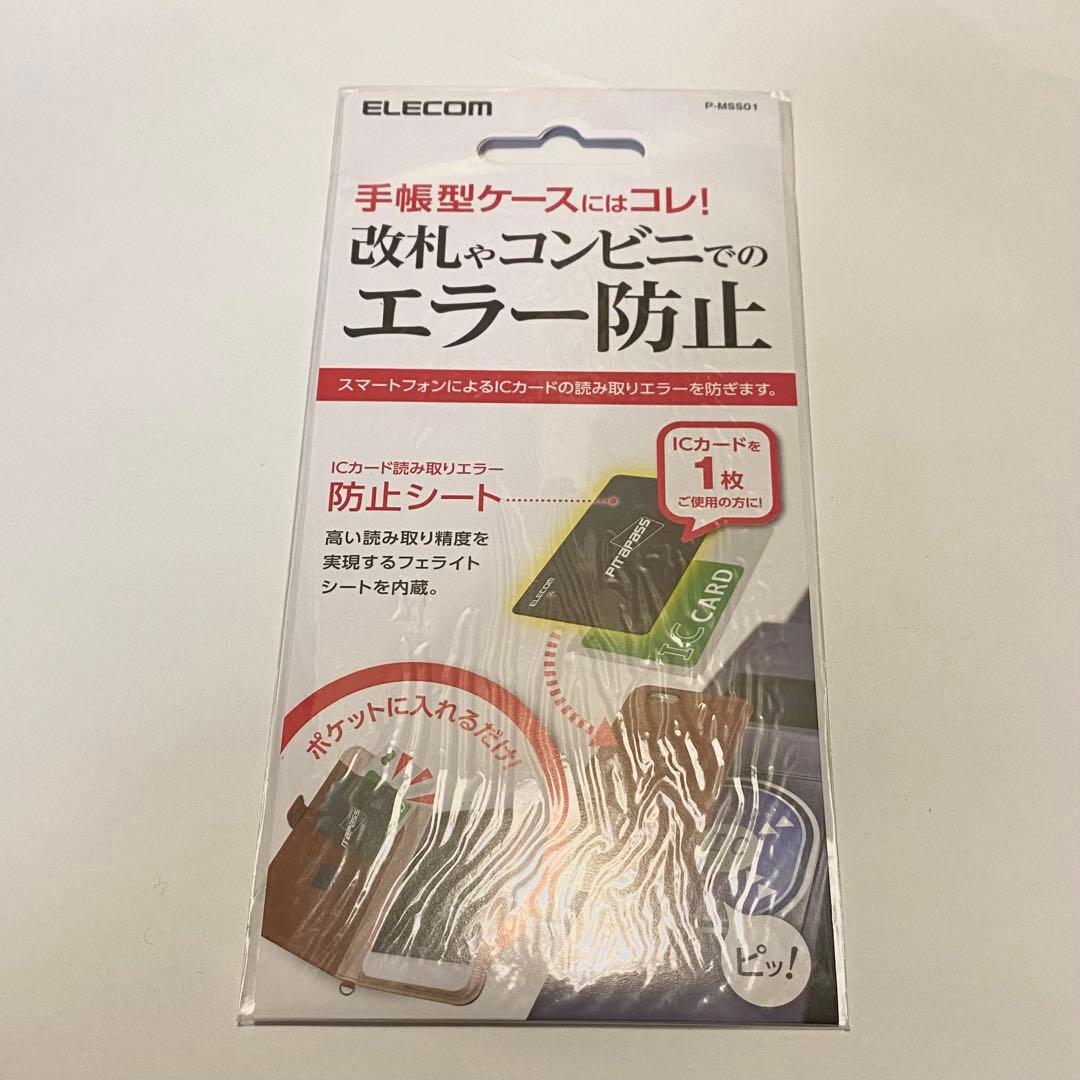 ELECOM
P-MSS01
手帳型ケースにはコレ!
改札やコンビニでの
エラー防止
スマートフォンによるICカードの読み取りエラーを防ぎます。
ICカードを
1枚
ご使用の方に!
ICカード読み取りエラー
防止シート
高い読み取り精度を
実現するフェライト
シートを内蔵。
PITaPaSS
ELECOM
IC CARD
ポケットに入れるだけ!
PITaPaSS
ピッ!